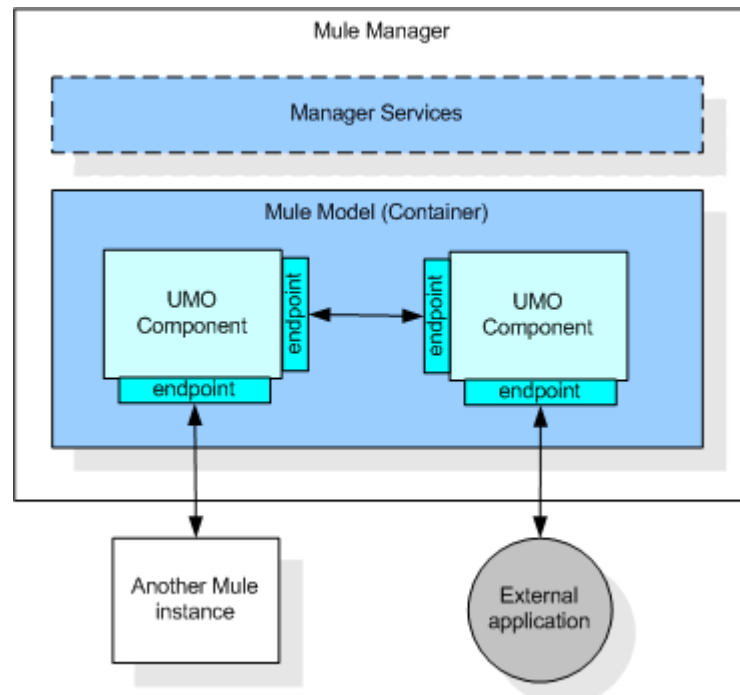 Mule Manager
Manager Services
Mule Model (Container)
UMO
Component
endpoint
endpoint
endpoint
UMO
Component
endpoint
Another Mule
instance
External
application